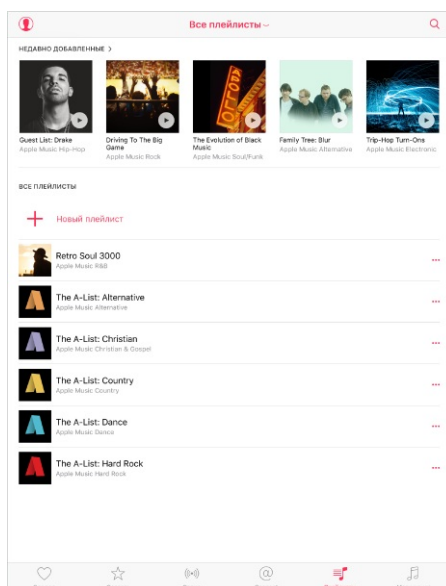 Все плейлисты
НЕДАВНО ДОБАВЛЕННЫЕ >
Guest List: Drake
Apple Music Hip-Hop
Driving To The Big
Game
Apple Music Rock
The Evolution of Black
Music
Apple Music Soul/Funk
Family Tree: Blur
Apple Music Alternative
Trip-Hop Turn-Ons
Apple Music Electronic
ВСЕ ПЛЕЙЛИСТЫ
Новый плейлист
Retro Soul 3000
Apple Music R&B
The A-List: Alternative
Apple Music Alternative
The A-List: Christian
Apple Music Christian & Gospel
The A-List: Country
Apple Music Country
The A-List: Dance
Apple Music Dance
The A-List: Hard Rock
Apple Music Hard Rock